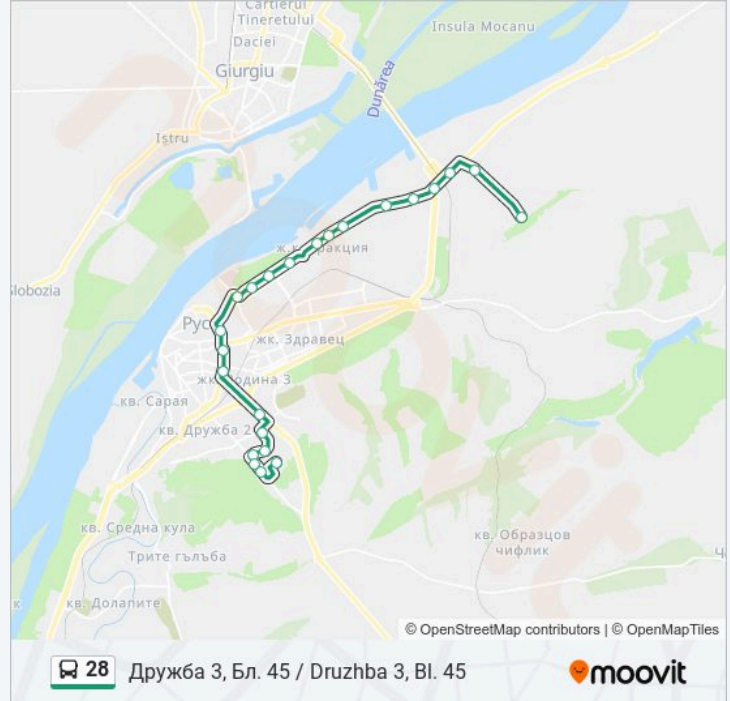 Cartierul
Tineretului
Daciei
Insula Mocanu
Giurgiu
Dunărea
Istru
ж.к. Тракция
Slobozia
Рус
жк. Здравец
жк. Родина 3
кв. Сарая
кв. Дружба 2
кв. Средна кула
кв. Образцов
чифлик
Трите гълъба
кв. Долапите
© OpenStreetMap contributors | © OpenMapTiles
28 Дружба 3, Бл. 45 / Druzhba 3, Bl. 45
moovit